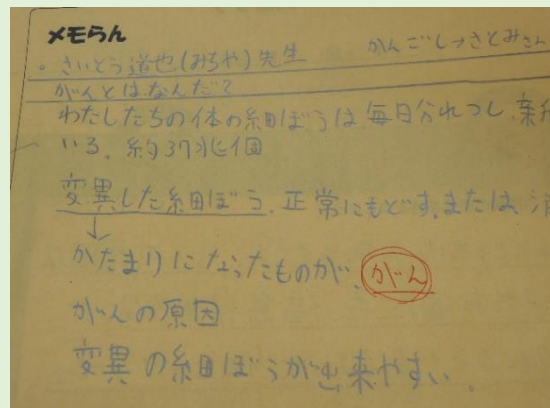 メモらん
がんごし→さとみさん
。さいとう道也(みちや)先生
がんとはなんだ?
わたしたちの体の細ぼうは毎日分れつし、新
いる。約37兆個
変異した細ぼう。正常にもどす。または、消
↓
かたまりになったものが、がん
がんの原因
変異の細ぼうが出来やすい。